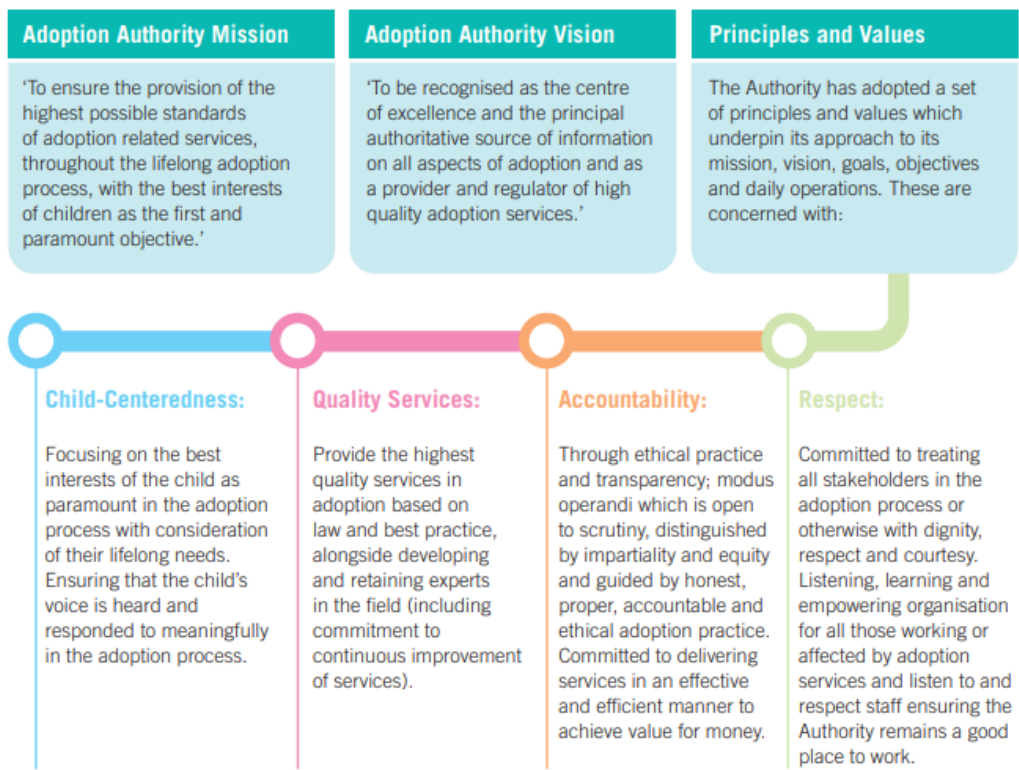 Adoption Authority Mission
'To ensure the provision of the
highest possible standards
of adoption related services,
throughout the lifelong adoption
process, with the best interests
of children as the first and
paramount objective.'
Adoption Authority Vision
'To be recognised as the centre
of excellence and the principal
authoritative source of information
on all aspects of adoption and as
a provider and regulator of high
quality adoption services.'
Principles and Values
The Authority has adopted a set
of principles and values which
underpin its approach to its
mission, vision, goals, objectives
and daily operations. These are
concerned with:
Child-Centeredness:
Focusing on the best
interests of the child as
paramount in the adoption
process with consideration
of their lifelong needs.
Ensuring that the child's
voice is heard and
responded to meaningfully
in the adoption process.
Quality Services:
Provide the highest
quality services in
adoption based on
law and best practice,
alongside developing
and retaining experts
in the field (including
commitment to
continuous improvement
of services).
Accountability:
Through ethical practice
and transparency; modus
operandi which is open
to scrutiny, distinguished
by impartiality and equity
and guided by honest,
proper, accountable and
ethical adoption practice.
Committed to delivering
services in an effective
and efficient manner to
achieve value for money.
Respect:
Committed to treating
all stakeholders in the
adoption process or
otherwise with dignity,
respect and courtesy.
Listening, learning and
empowering organisation
for all those working or
affected by adoption
services and listen to and
respect staff ensuring the
Authority remains a good
place to work.